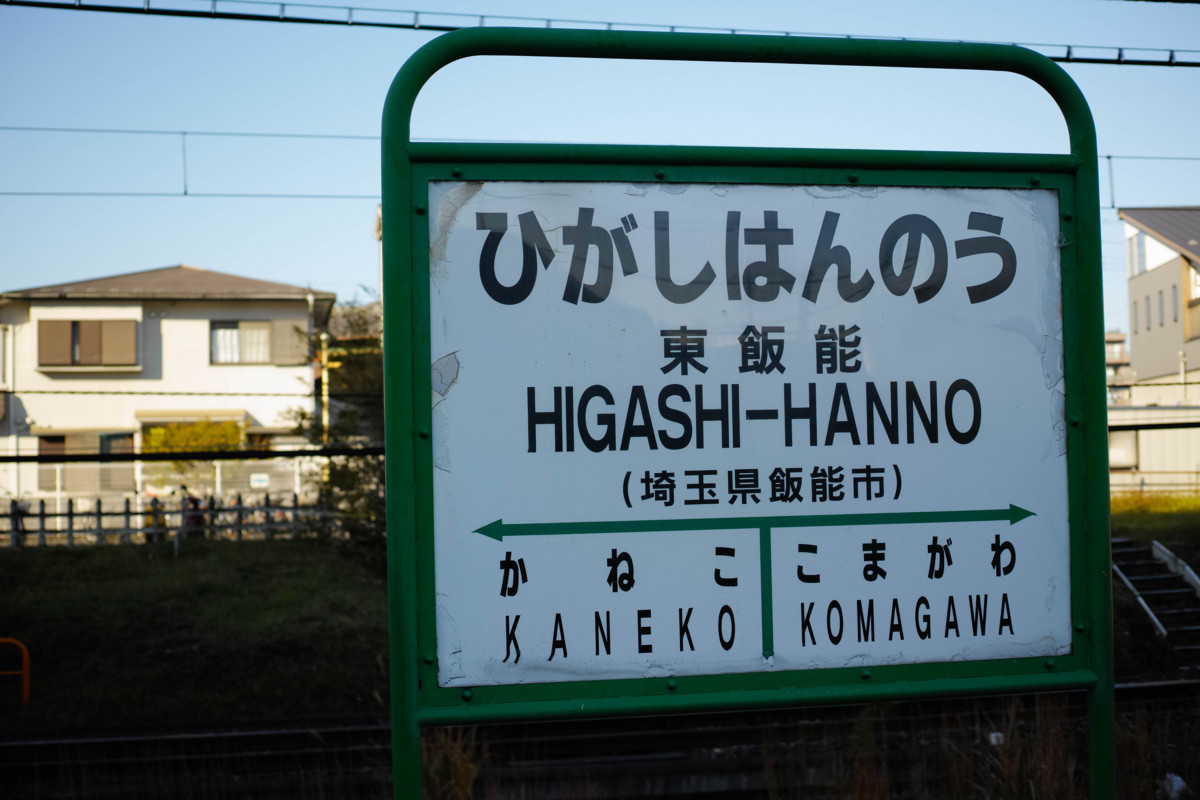 ひがしはんのう
東飯能
HIGASHI-HANNO
(埼玉県飯能市)
かねこ こまがわ
KANEKO KOMAGAWA